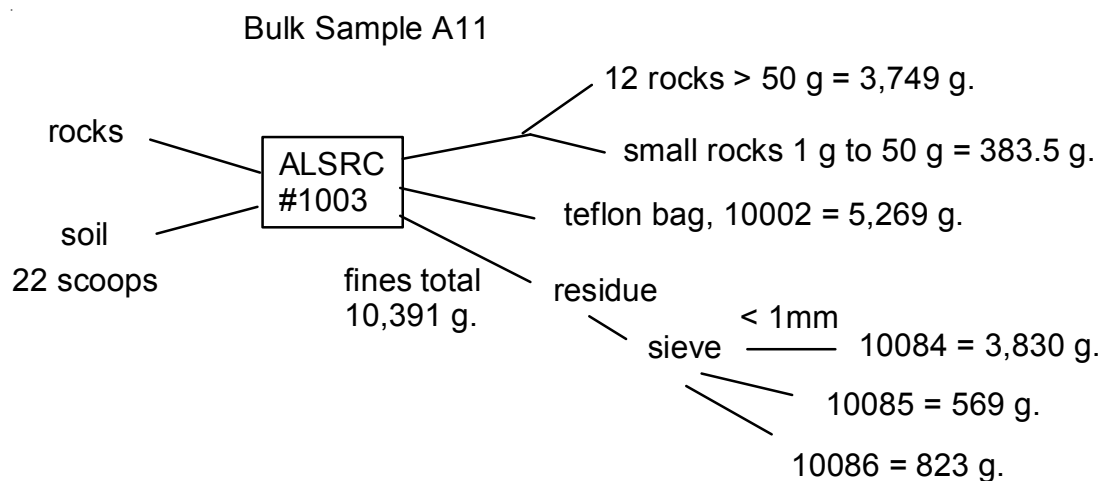 Bulk Sample A11
12 rocks > 50 g = 3,749 g.
rocks
small rocks 1 g to 50 g = 383.5 g.
ALSRC
#1003
teflon bag, 10002 = 5,269 g.
soil
22 scoops
fines total
10,391 g.
residue
< 1mm
sieve
10084 = 3,830 g.
10085 = 569 g.
10086 = 823 g.